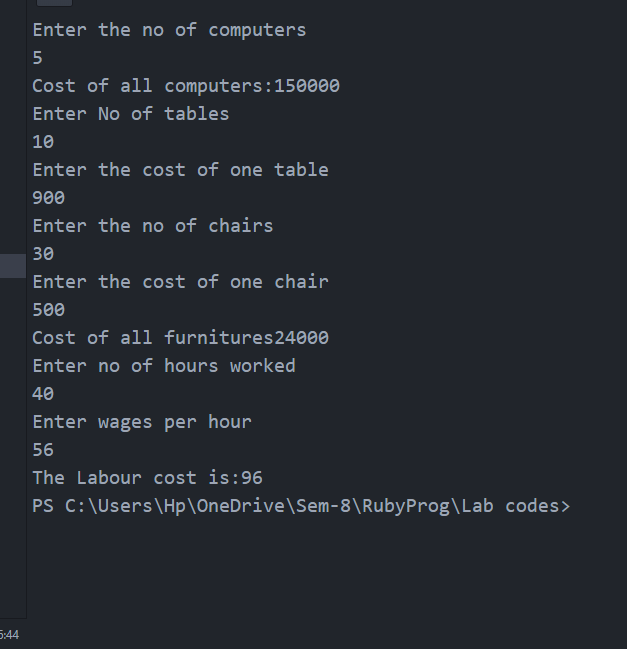 Enter the no of computers
5
Cost of all computers:150000
Enter No of tables
10
Enter the cost of one table
900
Enter the no of chairs
30
Enter the cost of one chair
500
Cost of all furnitures24000
Enter no of hours worked
40
Enter wages per hour
56
The Labour cost is:96
PS C:\Users\Hp\OneDrive\Sem-8\RubyProg\Lab codes>
:44